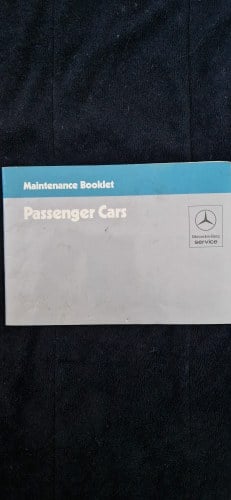 Maintenance Booklet
Passenger Cars
Mercedes-Benz
service